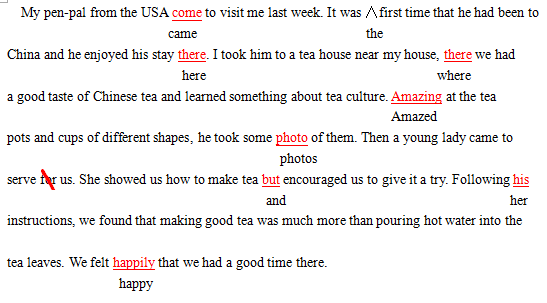 My pen-pal from the USA come to visit me last week. It was ∧ first time that he had been to
came the
China and he enjoyed his stay there. I took him to a tea house near my house, there we had
here where
a good taste of Chinese tea and learned something about tea culture. Amazing at the tea
Amazed
pots and cups of different shapes, he took some photo of them. Then a young lady came to
photos
serve for us. She showed us how to make tea but encouraged us to give it a try. Following his
and her
instructions, we found that making good tea was much more than pouring hot water into the
tea leaves. We felt happily that we had a good time there.
happy